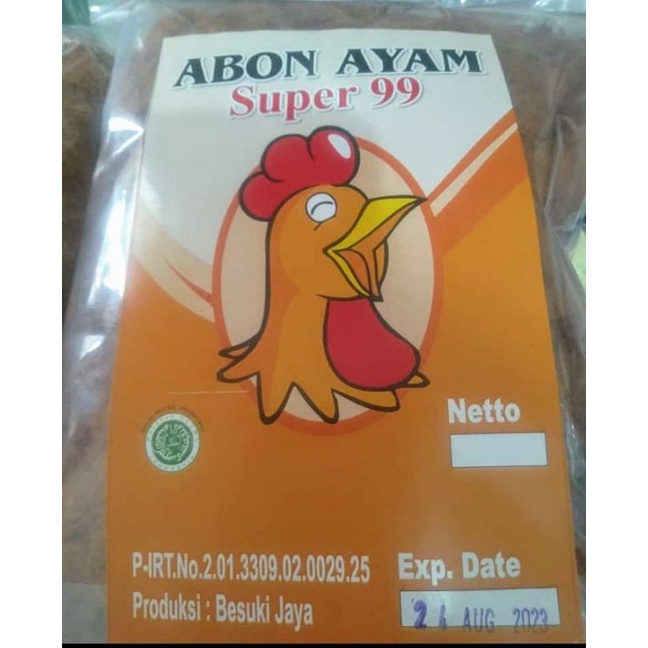 ABON AYAM
Super 99
Netto
P-IRT.No.2.01.3309.02.0029.25
Produksi : Besuki Jaya
Exp. Date
24 AUG 2023